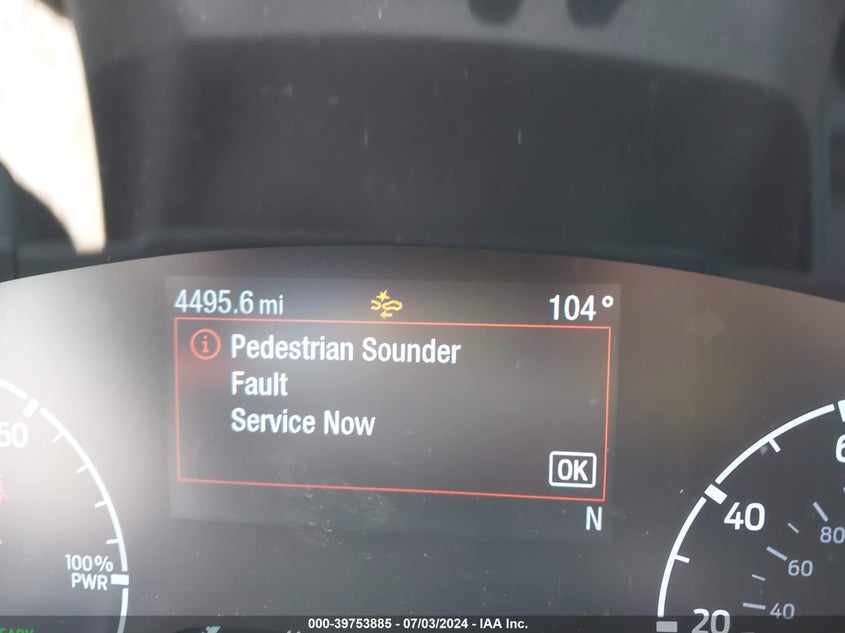 4495.6 mi 104°
Pedestrian Sounder
Fault
Service Now
OK
N
50
100%
PWR
40
20
80
60
40
000-39753885 / 07/03/2024 - IAA Inc.